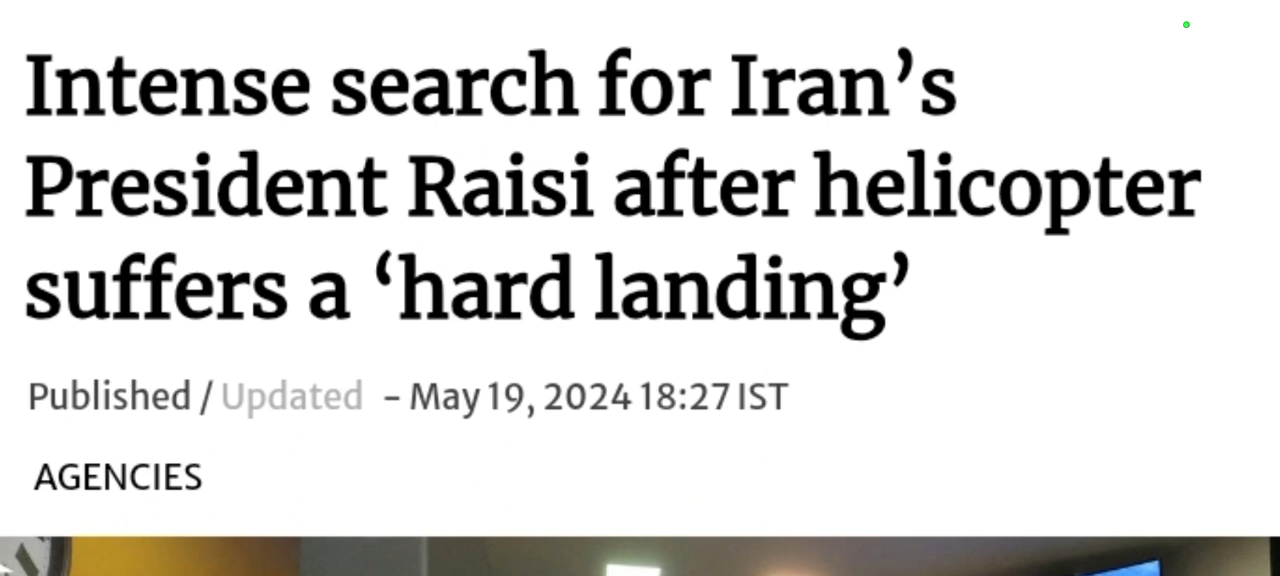 Intense search for Iran’s
President Raisi after helicopter
suffers a ‘hard landing’
Published / Updated – May 19, 2024 18:27 IST
AGENCIES